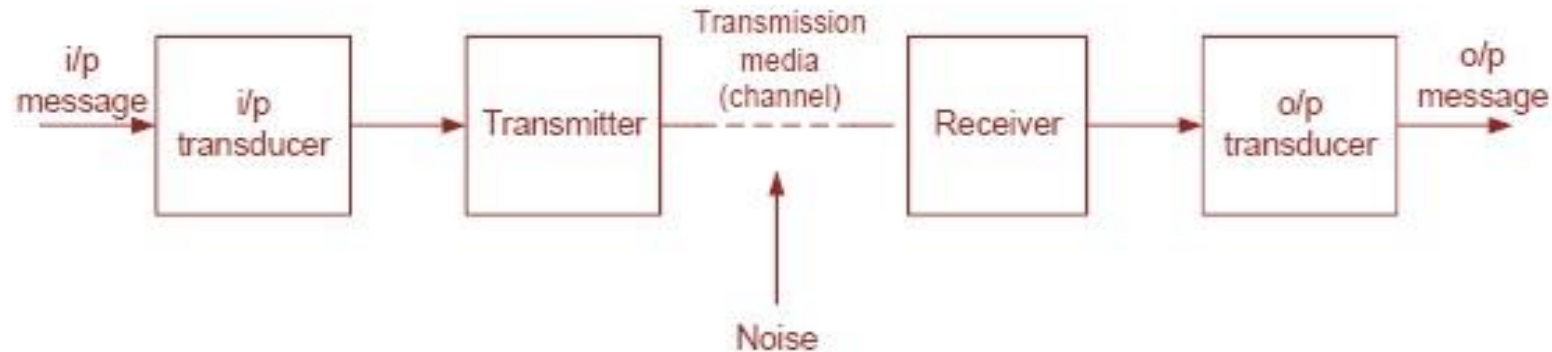 i/p
message
i/p
transducer
Transmitter
Transmission
media
(channel)
Noise
Receiver
o/p
transducer
o/p
message